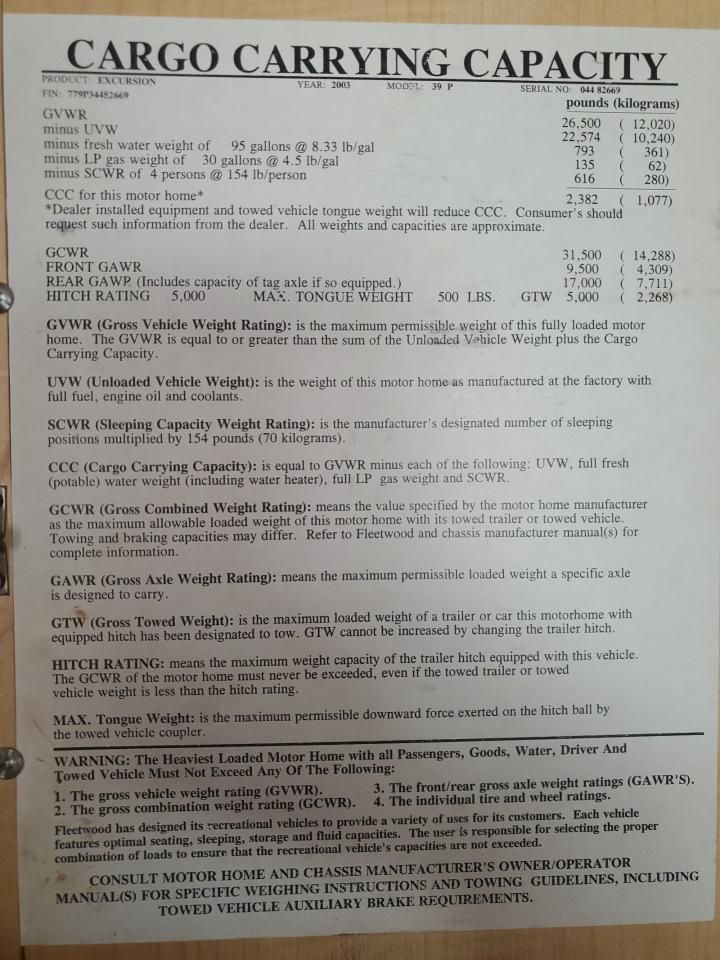 CARGO CARRYING CAPACITY
PRODUCT: EXCURSION YEAR: 2003 MODEL: 39 P SERIAL NO: 044 82669
FIN: 779P34482669
pounds (kilograms)
GVWR 26,500 ( 12,020)
minus UVW 22,574 ( 10,240)
minus fresh water weight of 95 gallons @ 8.33 lb/gal 793 ( 361)
minus LP gas weight of 30 gallons @ 4.5 lb/gal 135 ( 62)
minus SCWR of 4 persons @ 154 lb/person 616 ( 280)
CCC for this motor home* 2,382 ( 1,077)
*Dealer installed equipment and towed vehicle tongue weight will reduce CCC. Consumer's should
request such information from the dealer. All weights and capacities are approximate.
GCWR 31,500 ( 14,288)
FRONT GAWR 9,500 ( 4,309)
REAR GAWR (Includes capacity of tag axle if so equipped.) 17,000 ( 7,711)
HITCH RATING 5,000 MAX. TONGUE WEIGHT 500 LBS. GTW 5,000 ( 2,268)
GVWR (Gross Vehicle Weight Rating): is the maximum permissible weight of this fully loaded motor
home. The GVWR is equal to or greater than the sum of the Unloaded Vehicle Weight plus the Cargo
Carrying Capacity.
UVW (Unloaded Vehicle Weight): is the weight of this motor home as manufactured at the factory with
full fuel, engine oil and coolants.
SCWR (Sleeping Capacity Weight Rating): is the manufacturer's designated number of sleeping
positions multiplied by 154 pounds (70 kilograms).
CCC (Cargo Carrying Capacity): is equal to GVWR minus each of the following: UVW, full fresh
(potable) water weight (including water heater), full LP gas weight and SCWR.
GCWR (Gross Combined Weight Rating): means the value specified by the motor home manufacturer
as the maximum allowable loaded weight of this motor home with its towed trailer or towed vehicle.
Towing and braking capacities may differ. Refer to Fleetwood and chassis manufacturer manual(s) for
complete information.
GAWR (Gross Axle Weight Rating): means the maximum permissible loaded weight a specific axle
is designed to carry.
GTW (Gross Towed Weight): is the maximum loaded weight of a trailer or car this motorhome with
equipped hitch has been designated to tow. GTW cannot be increased by changing the trailer hitch.
HITCH RATING: means the maximum weight capacity of the trailer hitch equipped with this vehicle.
The GCWR of the motor home must never be exceeded, even if the towed trailer or towed
vehicle weight is less than the hitch rating.
MAX. Tongue Weight: is the maximum permissible downward force exerted on the hitch ball by
the towed vehicle coupler.
WARNING: The Heaviest Loaded Motor Home with all Passengers, Goods, Water, Driver And
Towed Vehicle Must Not Exceed Any Of The Following:
1. The gross vehicle weight rating (GVWR). 3. The front/rear gross axle weight ratings (GAWR'S).
2. The gross combination weight rating (GCWR). 4. The individual tire and wheel ratings.
Fleetwood has designed its recreational vehicles to provide a variety of uses for its customers. Each vehicle
features optimal seating, sleeping, storage and fluid capacities. The user is responsible for selecting the proper
combination of loads to ensure that the recreational vehicle's capacities are not exceeded.
CONSULT MOTOR HOME AND CHASSIS MANUFACTURER'S OWNER/OPERATOR
MANUAL(S) FOR SPECIFIC WEIGHING INSTRUCTIONS AND TOWING GUIDELINES, INCLUDING
TOWED VEHICLE AUXILIARY BRAKE REQUIREMENTS.